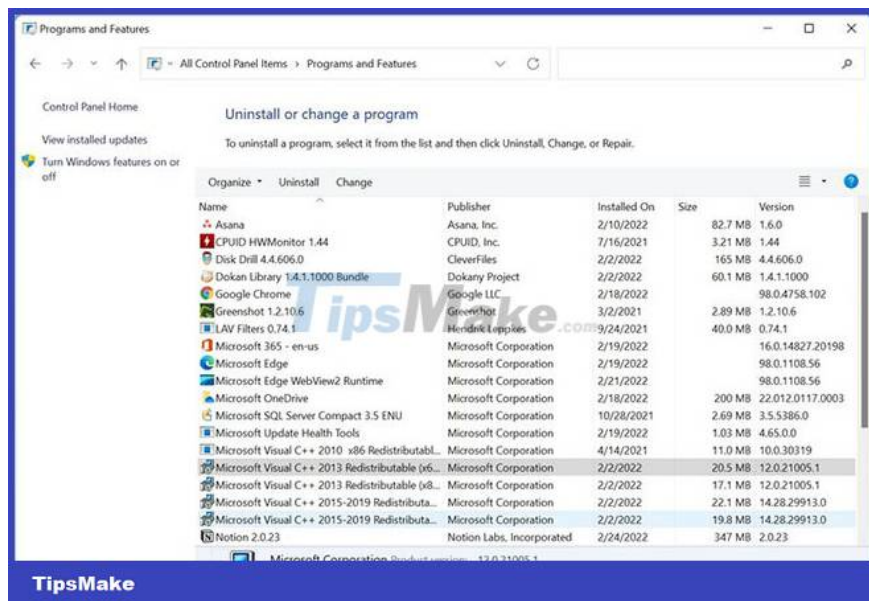 Programs and Features
All Control Panel Items > Programs and Features
Control Panel Home
Uninstall or change a program
View installed updates
To uninstall a program, select it from the list and then click Uninstall, Change, or Repair.
Turn Windows features on or
off
Organize Uninstall Change
Name Publisher Installed On Size Version
Asana Asana, Inc. 2/10/2022 82.7 MB 1.6.0
CPUID HWMonitor 1.44 CPUID, Inc. 7/16/2021 3.21 MB 1.44
Disk Drill 4.4.606.0 CleverFiles 2/2/2022 165 MB 4.4.606.0
Dokan Library 1.4.1.1000 Bundle Dokany Project 2/2/2022 60.1 MB 1.4.1.1000
Google Chrome Google LLC 2/18/2022 98.0.4758.102
Greenshot 1.2.10.6 Greenshot 3/2/2021 2.89 MB 1.2.10.6
LAV Filters 0.74.1 Hendrik Leppkes 9/24/2021 40.0 MB 0.74.1
TipsMake.com
Microsoft 365 - en-us Microsoft Corporation 2/19/2022 16.0.14827.20198
Microsoft Edge Microsoft Corporation 2/19/2022 98.0.1108.56
Microsoft Edge WebView2 Runtime Microsoft Corporation 2/21/2022 98.0.1108.56
Microsoft OneDrive Microsoft Corporation 2/18/2022 200 MB 22.012.0117.0003
Microsoft SQL Server Compact 3.5 ENU Microsoft Corporation 10/28/2021 2.69 MB 3.5.5386.0
Microsoft Update Health Tools Microsoft Corporation 2/19/2022 1.03 MB 4.65.0.0
Microsoft Visual C++ 2010 x86 Redistributabl... Microsoft Corporation 4/14/2021 11.0 MB 10.0.30319
Microsoft Visual C++ 2013 Redistributable (x6... Microsoft Corporation 2/2/2022 20.5 MB 12.0.21005.1
Microsoft Visual C++ 2013 Redistributable (x8... Microsoft Corporation 2/2/2022 17.1 MB 12.0.21005.1
Microsoft Visual C++ 2015-2019 Redistributa... Microsoft Corporation 2/2/2022 22.1 MB 14.28.29913.0
Microsoft Visual C++ 2015-2019 Redistributa... Microsoft Corporation 2/2/2022 19.8 MB 14.28.29913.0
Notion 2.0.23 Notion Labs, Incorporated 2/24/2022 347 MB 2.0.23
Microsoft Corporation Product version: 12.0.21005.1
TipsMake